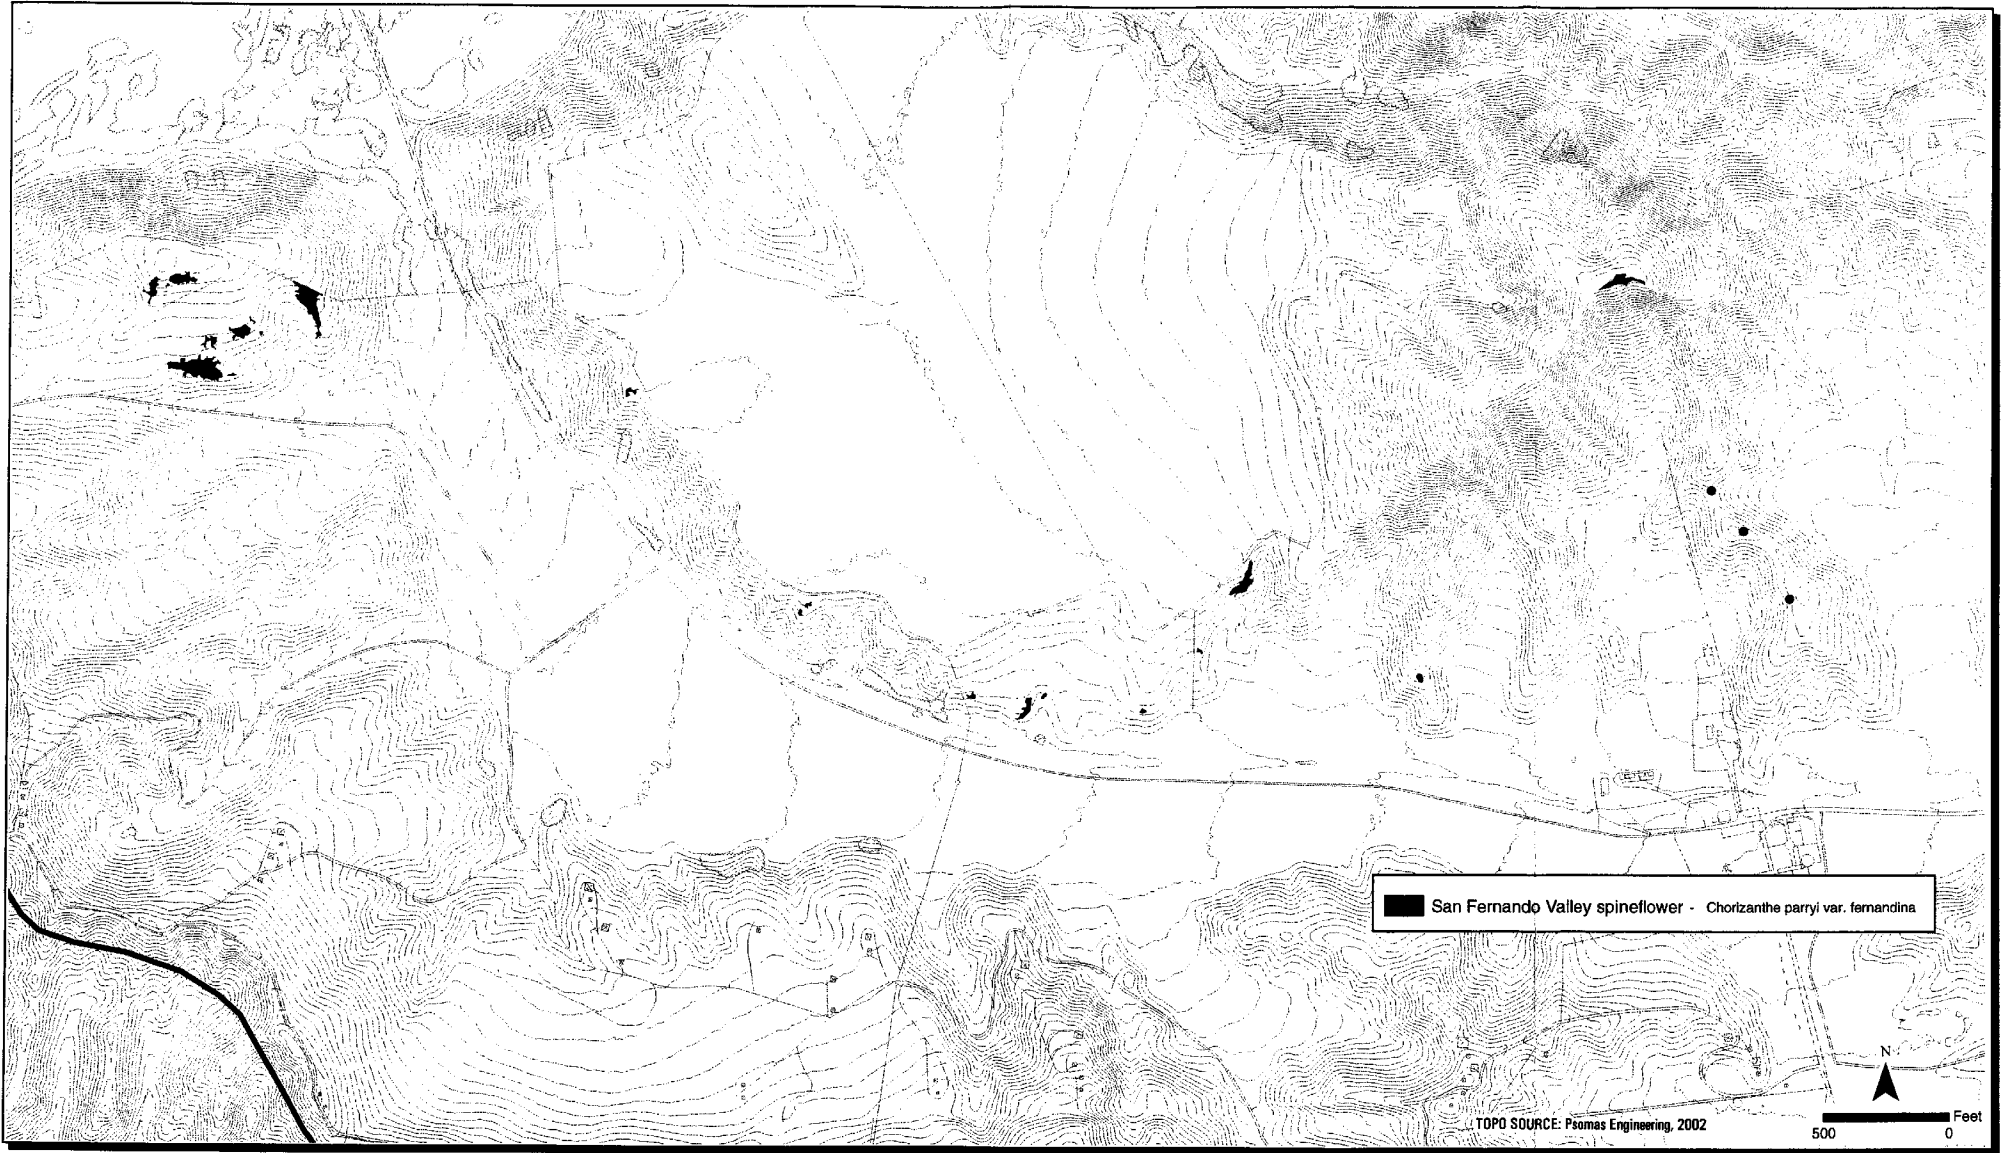 San Fernando Valley spineflower - Chorizanthe parryi var. fernandina
N
TOPO SOURCE: Psomas Engineering, 2002
Feet
500 0